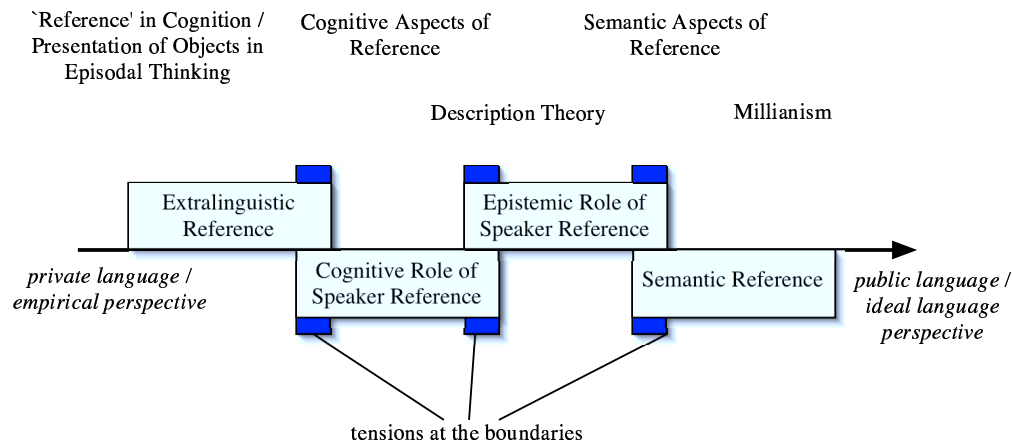 `Reference' in Cognition /
Presentation of Objects in
Episodal Thinking
Cognitive Aspects of
Reference
Semantic Aspects of
Reference
Description Theory
Millianism
Extralinguistic
Reference
Epistemic Role of
Speaker Reference
private language /
empirical perspective
Cognitive Role of
Speaker Reference
Semantic Reference
public language /
ideal language
perspective
tensions at the boundaries